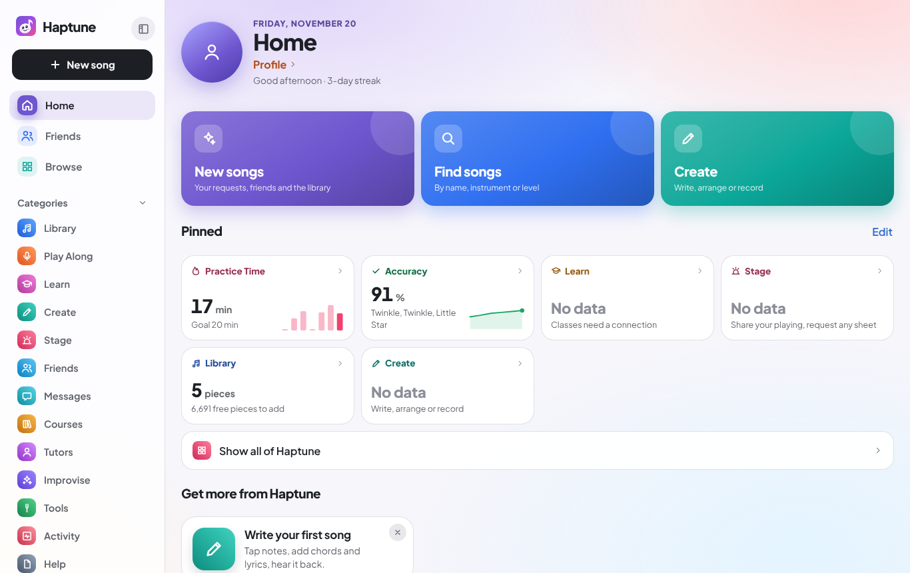 Haptune
New song
Home
Friends
Browse
Categories
Library
Play Along
Learn
Create
Stage
Friends
Messages
Courses
Tutors
Improvise
Tools
Activity
Help
FRIDAY, NOVEMBER 20
Home
Profile
Good afternoon · 3-day streak
New songs
Your requests, friends and the library
Find songs
By name, instrument or level
Create
Write, arrange or record
Pinned
Edit
Practice Time
17 min
Goal 20 min
Accuracy
91 %
Twinkle, Twinkle, Little
Star
Learn
No data
Classes need a connection
Stage
No data
Share your playing, request any sheet
Library
5 pieces
6,691 free pieces to add
Create
No data
Write, arrange or record
Show all of Haptune
Get more from Haptune
Write your first song
Tap notes, add chords and
lyrics, hear it back.